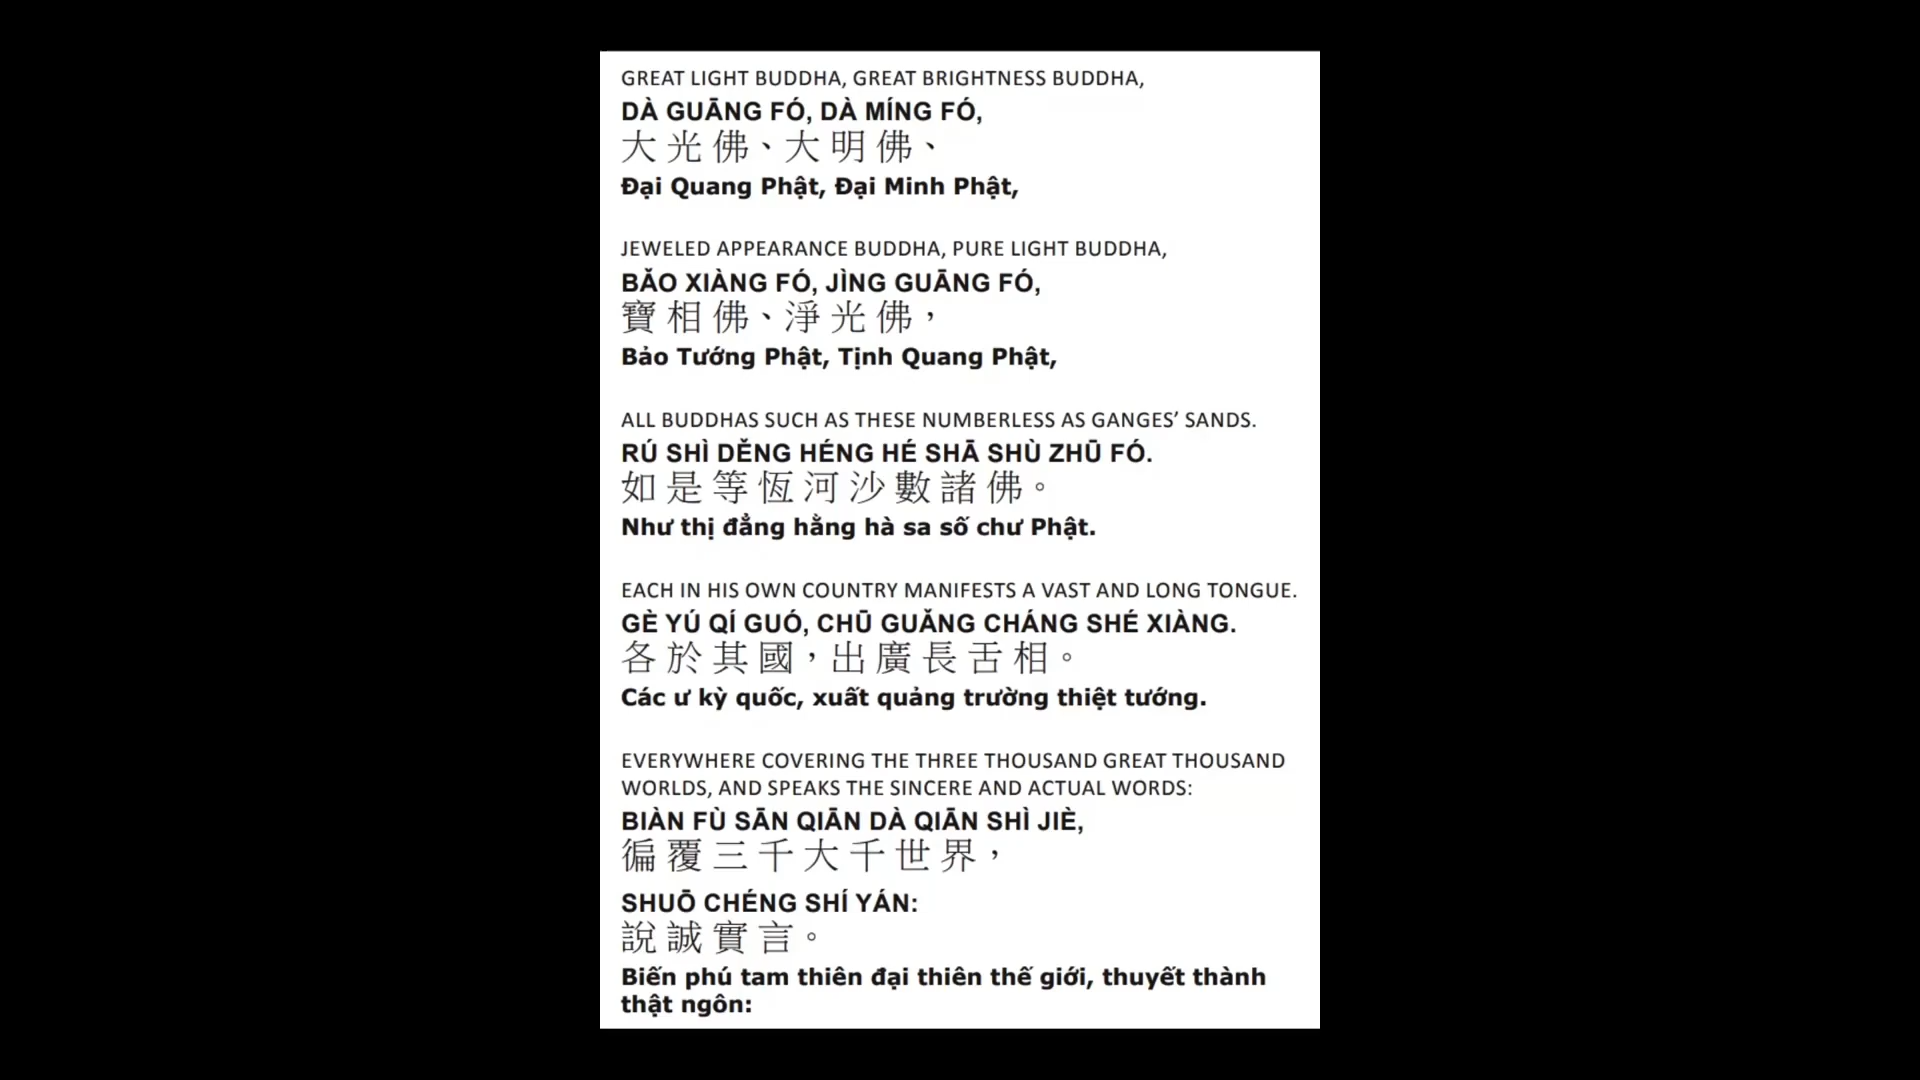 GREAT LIGHT BUDDHA, GREAT BRIGHTNESS BUDDHA,
DÀ GUĀNG FÓ, DÀ MÍNG FÓ,
大光佛、大明佛、
Đại Quang Phật, Đại Minh Phật,
JEWELED APPEARANCE BUDDHA, PURE LIGHT BUDDHA,
BǍO XIÀNG FÓ, JÌNG GUĀNG FÓ,
寶相佛、淨光佛，
Bảo Tướng Phật, Tịnh Quang Phật,
ALL BUDDHAS SUCH AS THESE NUMBERLESS AS GANGES’ SANDS.
RÚ SHÌ DĚNG HÉNG HÉ SHĀ SHÙ ZHŪ FÓ.
如是等恆河沙數諸佛。
Như thị đẳng hằng hà sa số chư Phật.
EACH IN HIS OWN COUNTRY MANIFESTS A VAST AND LONG TONGUE.
GÈ YÚ QÍ GUÓ, CHŪ GUǍNG CHÁNG SHÉ XIÀNG.
各於其國，出廣長舌相。
Các ư kỳ quốc, xuất quảng trường thiệt tướng.
EVERYWHERE COVERING THE THREE THOUSAND GREAT THOUSAND
WORLDS, AND SPEAKS THE SINCERE AND ACTUAL WORDS:
BIÀN FÙ SĀN QIĀN DÀ QIĀN SHÌ JIÈ,
徧覆三千大千世界，
SHUŌ CHÉNG SHÍ YÁN:
說誠實言。
Biến phú tam thiên đại thiên thế giới, thuyết thành
thật ngôn: